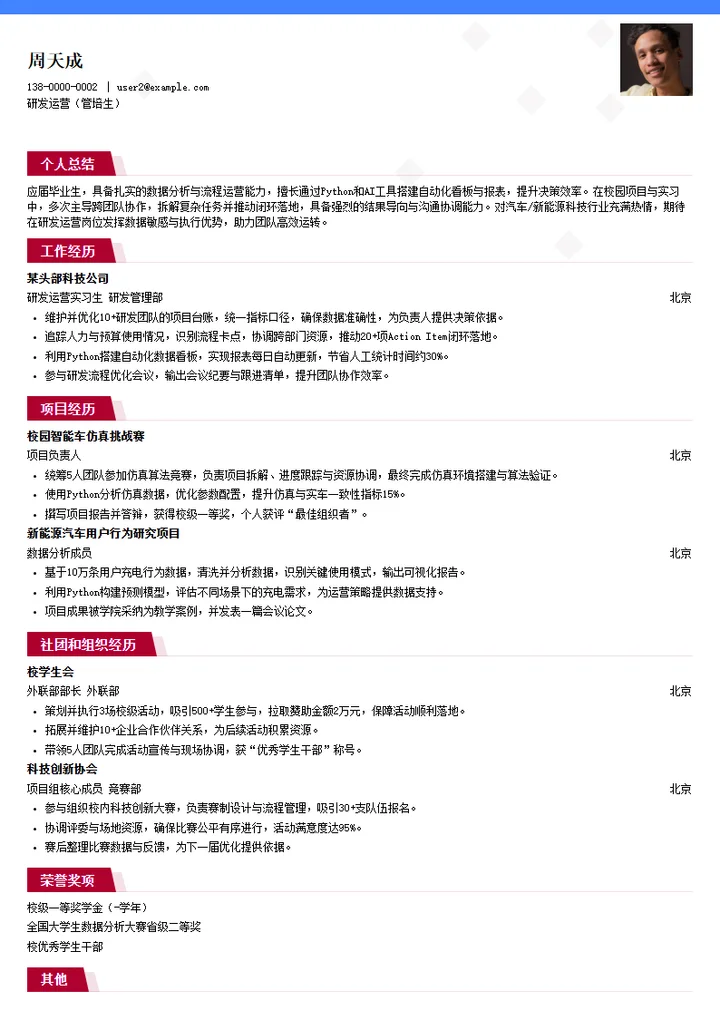 周天成
138-0000-0002 | user2@example.com
研发运营（管培生）
个人总结
应届毕业生，具备扎实的数据分析与流程运营能力，擅长通过Python和AI工具搭建自动化看板与报表，提升决策效率。在校园项目与实习
中，多次主导跨团队协作，拆解复杂任务并推动闭环落地，具备强烈的结果导向与沟通协调能力。对汽车/新能源科技行业充满热情，期待
在研发运营岗位发挥数据敏感与执行优势，助力团队高效运转。
工作经历
某头部科技公司
研发运营实习生 研发管理部 北京
• 维护并优化10+研发团队的项目台账，统一指标口径，确保数据准确性，为负责人提供决策依据。
• 追踪人力与预算使用情况，识别流程卡点，协调跨部门资源，推动20+项Action Item闭环落地。
• 利用Python搭建自动化数据看板，实现报表每日自动更新，节省人工统计时间约30%。
• 参与研发流程优化会议，输出会议纪要与跟进清单，提升团队协作效率。
项目经历
校园智能车仿真挑战赛
项目负责人 北京
• 统筹5人团队参加仿真算法竞赛，负责项目拆解、进度跟踪与资源协调，最终完成仿真环境搭建与算法验证。
• 使用Python分析仿真数据，优化参数配置，提升仿真与实车一致性指标15%。
• 撰写项目报告并答辩，获得校级一等奖，个人获评“最佳组织者”。
新能源汽车用户行为研究项目
数据分析成员 北京
• 基于10万条用户充电行为数据，清洗并分析数据，识别关键使用模式，输出可视化报告。
• 利用Python构建预测模型，评估不同场景下的充电需求，为运营策略提供数据支持。
• 项目成果被学院采纳为教学案例，并发表一篇会议论文。
社团和组织经历
校学生会
外联部部长 外联部 北京
• 策划并执行3场校级活动，吸引500+学生参与，拉取赞助金额2万元，保障活动顺利落地。
• 拓展并维护10+企业合作伙伴关系，为后续活动积累资源。
• 带领5人团队完成活动宣传与现场协调，获“优秀学生干部”称号。
科技创新协会
项目组核心成员 竞赛部 北京
• 参与组织校内科技创新大赛，负责赛制设计与流程管理，吸引30+支队伍报名。
• 协调评委与场地资源，确保比赛公平有序进行，活动满意度达95%。
• 赛后整理比赛数据与反馈，为下一届优化提供依据。
荣誉奖项
校级一等奖学金（-学年）
全国大学生数据分析大赛省级二等奖
校优秀学生干部
其他